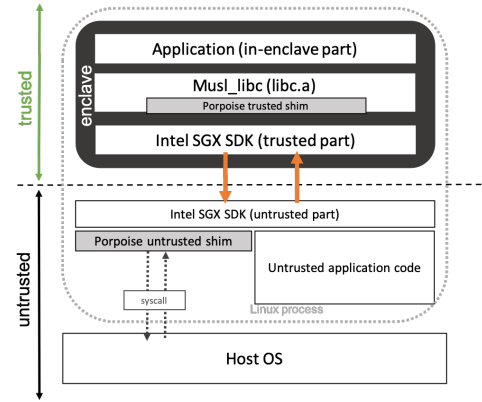 trusted
enclave
Application (in-enclave part)
Musl_libc (libc.a)
Porpoise trusted shim
Intel SGX SDK (trusted part)
untrusted
Intel SGX SDK (untrusted part)
Porpoise untrusted shim
Untrusted application code
syscall
Linux process
Host OS